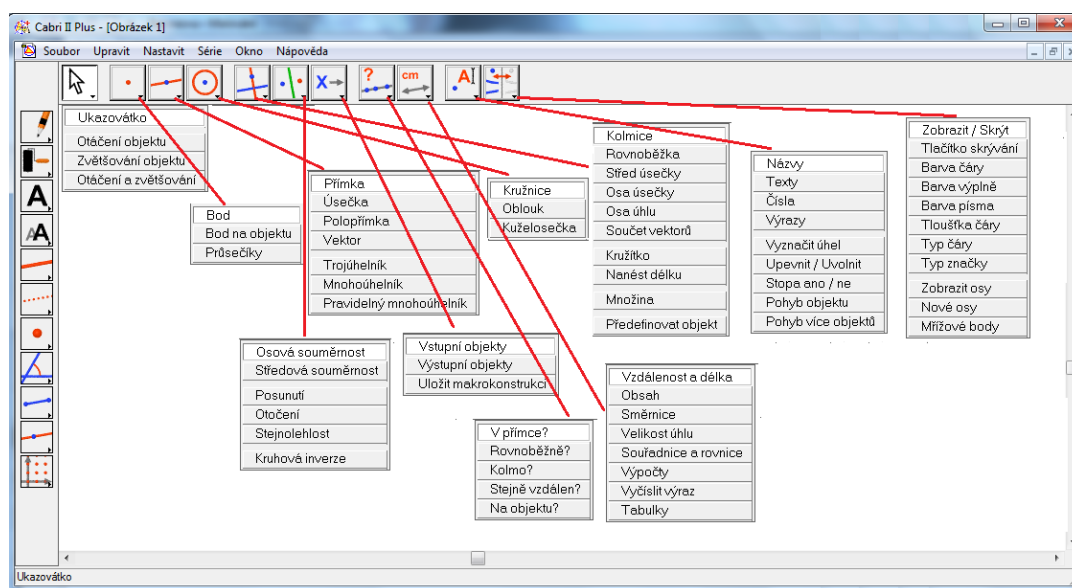 Cabri II Plus - [Obrázek 1]
Soubor Upravit Nastavit Série Okno Nápověda
X
?
cm
A
A
AA
Ukazovátko
Otáčení objektu
Zvětšování objektu
Otáčení a zvětšování
Bod
Bod na objektu
Průsečíky
Přímka
Úsečka
Polopřímka
Vektor
Trojúhelník
Mnohoúhelník
Pravidelný mnohoúhelník
Kružnice
Oblouk
Kuželosečka
Kolmice
Rovnoběžka
Střed úsečky
Osa úsečky
Osa úhlu
Součet vektorů
Kružítko
Nanést délku
Množina
Předefinovat objekt
Názvy
Texty
Čísla
Výrazy
Vyznačit úhel
Upevnit / Uvolnit
Stopa ano / ne
Pohyb objektu
Pohyb více objektů
Zobrazit / Skrýt
Tlačítko skrývání
Barva čáry
Barva výplně
Barva písma
Tloušťka čáry
Typ čáry
Typ značky
Zobrazit osy
Nové osy
Mřížové body
Osová souměrnost
Středová souměrnost
Posunutí
Otočení
Stejnolehlost
Kruhová inverze
Vstupní objekty
Výstupní objekty
Uložit makrokonstrukci
V přímce?
Rovnoběžně?
Kolmo?
Stejně vzdálen?
Na objektu?
Vzdálenost a délka
Obsah
Směrnice
Velikost úhlu
Souřadnice a rovnice
Výpočty
Vyčíslit výraz
Tabulky
Ukazovátko